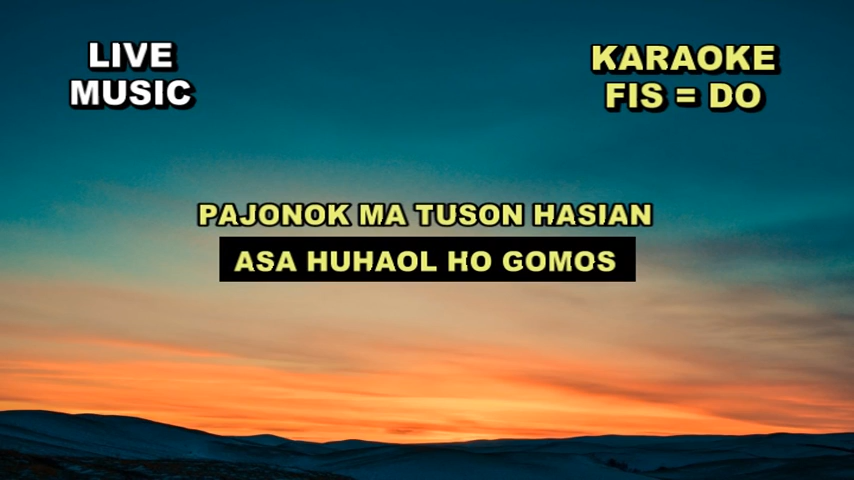 LIVE
MUSIC
KARAOKE
FIS = DO
PAJONOK MA TUSON HASIAN
ASA HUHAOL HO GOMOS